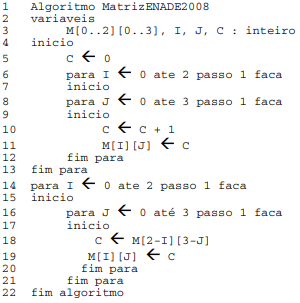 1 Algoritmo MatrizENADE2008
2 variaveis
3 M[0..2][0..3], I, J, C : inteiro
4 inicio
5 C ← 0
6 para I ← 0 ate 2 passo 1 faca
7 inicio
8 para J ← 0 ate 3 passo 1 faca
9 inicio
10 C ← C + 1
11 M[I][J] ← C
12 fim para
13 fim para
14 para I ← 0 ate 2 passo 1 faca
15 inicio
16 para J ← 0 até 3 passo 1 faca
17 inicio
18 C ← M[2-I][3-J]
19 M[I][J] ← C
20 fim para
21 fim para
22 fim algoritmo